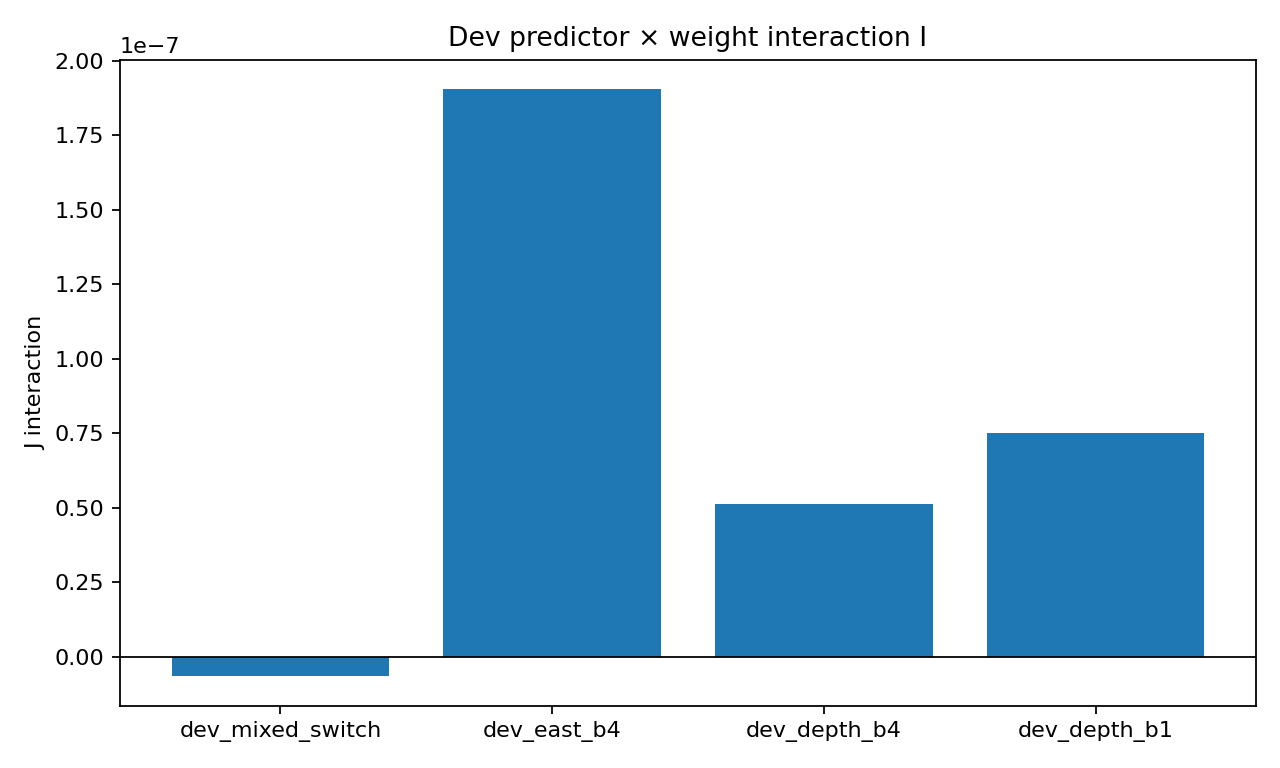 Dev predictor × weight interaction I
1e−7
2.00
1.75
1.50
1.25
1.00
0.75
0.50
0.25
0.00
J interaction
dev_mixed_switch
dev_east_b4
dev_depth_b4
dev_depth_b1